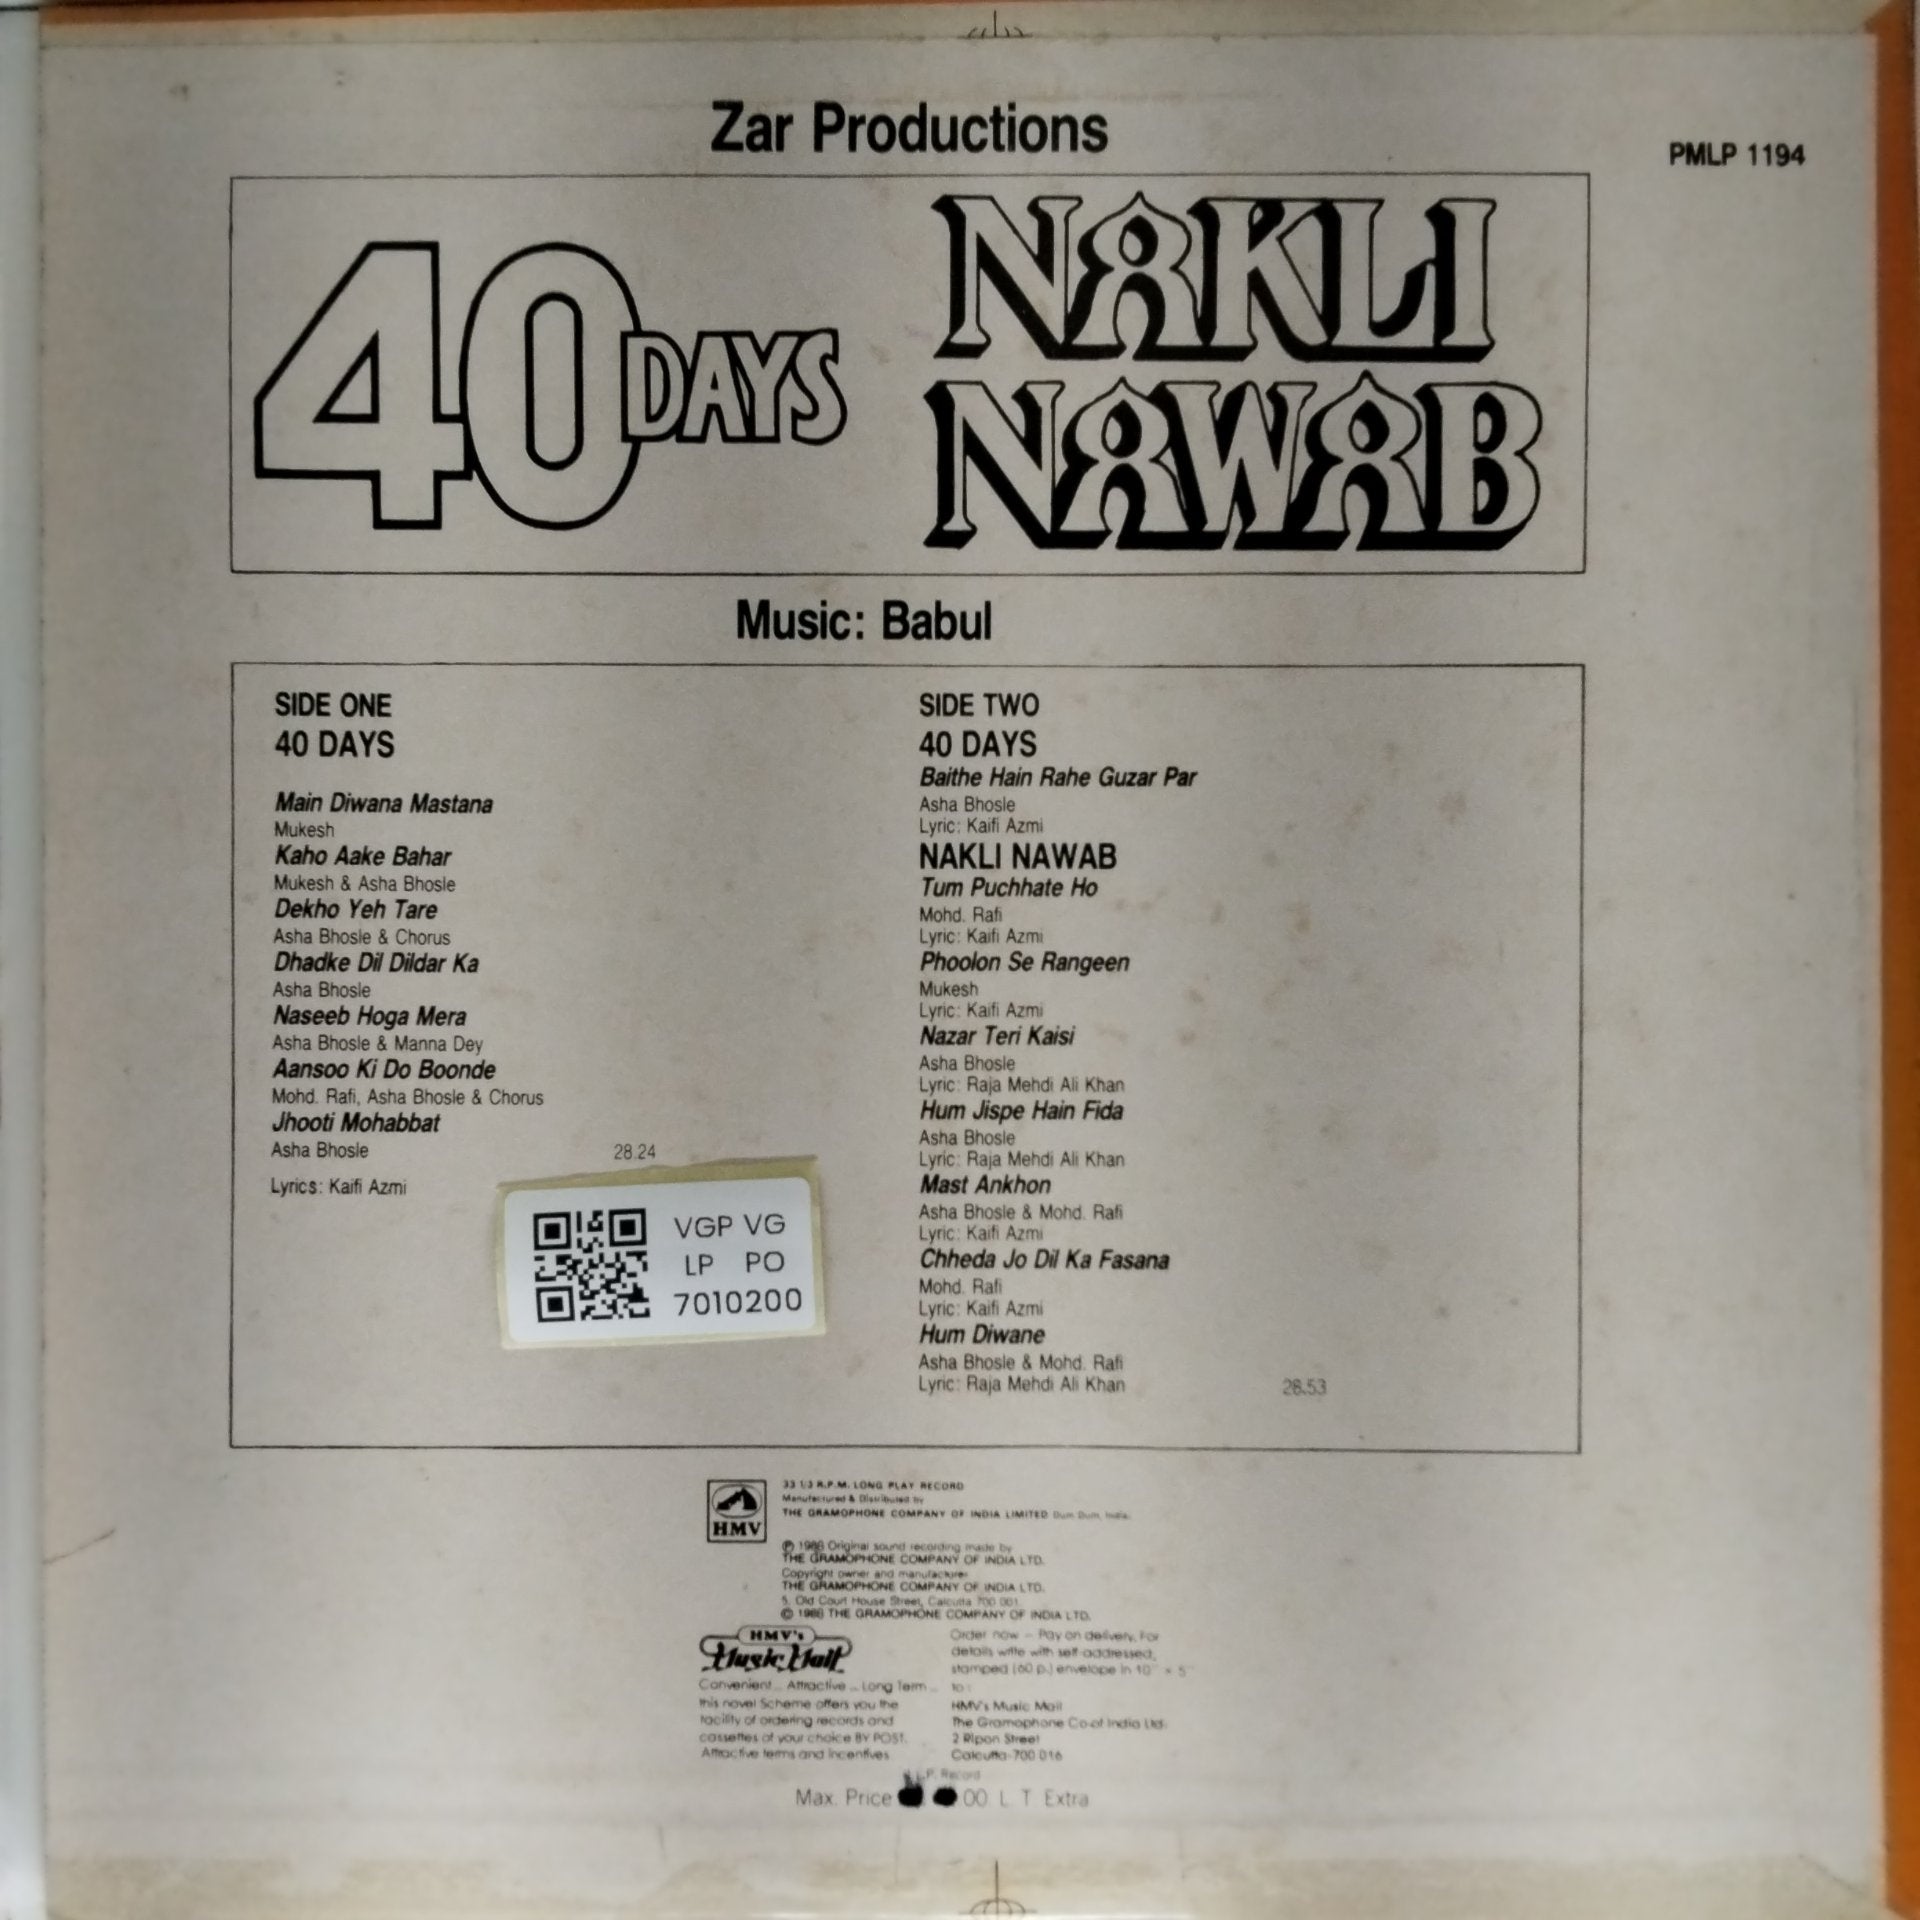 Zar Productions
PMLP 1194
40 DAYS
NAKLI
NAWAB
Music: Babul
SIDE ONE
40 DAYS
Main Diwana Mastana
Mukesh
Kaho Aake Bahar
Mukesh & Asha Bhosle
Dekho Yeh Tare
Asha Bhosle & Chorus
Dhadke Dil Dildar Ka
Asha Bhosle
Naseeb Hoga Mera
Asha Bhosle & Manna Dey
Aansoo Ki Do Boonde
Mohd. Rafi, Asha Bhosle & Chorus
Jhooti Mohabbat
Asha Bhosle 28.24
Lyrics: Kaifi Azmi
VGP VG
LP PO
7010200
SIDE TWO
40 DAYS
Baithe Hain Rahe Guzar Par
Asha Bhosle
Lyric: Kaifi Azmi
NAKLI NAWAB
Tum Puchhate Ho
Mohd. Rafi
Lyric: Kaifi Azmi
Phoolon Se Rangeen
Mukesh
Lyric: Kaifi Azmi
Nazar Teri Kaisi
Asha Bhosle
Lyric: Raja Mehdi Ali Khan
Hum Jispe Hain Fida
Asha Bhosle
Lyric: Raja Mehdi Ali Khan
Mast Ankhon
Asha Bhosle & Mohd. Rafi
Lyric: Kaifi Azmi
Chheda Jo Dil Ka Fasana
Mohd. Rafi
Lyric: Kaifi Azmi
Hum Diwane
Asha Bhosle & Mohd. Rafi
Lyric: Raja Mehdi Ali Khan 28.53
HMV
33 1/3 R.P.M. LONG PLAY RECORD
Manufactured & Distributed by
THE GRAMOPHONE COMPANY OF INDIA LIMITED Dum Dum, India.
Ⓟ Original sound recording made by
THE GRAMOPHONE COMPANY OF INDIA LTD.
Copyright owner and manufacturer
THE GRAMOPHONE COMPANY OF INDIA LTD.
5, Old Court House Street, Calcutta 700 001
© THE GRAMOPHONE COMPANY OF INDIA LTD.
HMV's
Music Mail
Convenient... Attractive... Long Term...
this novel Scheme offers you the
facility of ordering records and
cassettes of your choice BY POST.
Attractive terms and incentives
Order now – Pay on delivery. For
details write with self-addressed,
stamped (60 p.) envelope in 10" × 5"
to :
HMV's Music Mail
The Gramophone Co of India Ltd.
2 Ripon Street
Calcutta-700 016
L.P. Record
Max. Price 00 L T Extra